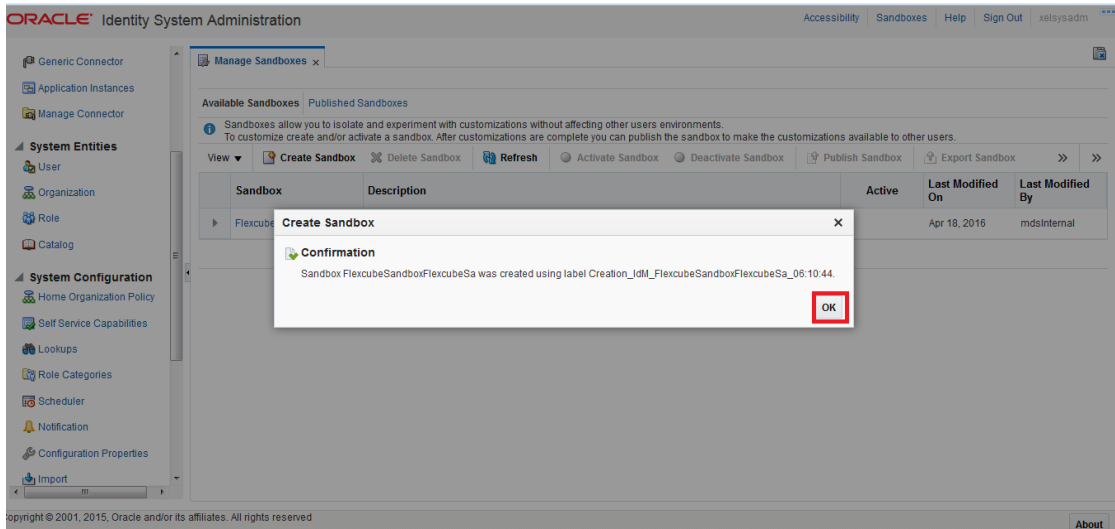 ORACLE® Identity System Administration
Accessibility Sandboxes Help Sign Out xelsysadm
Generic Connector
Application Instances
Manage Connector
System Entities
User
Organization
Role
Catalog
System Configuration
Home Organization Policy
Self Service Capabilities
Lookups
Role Categories
Scheduler
Notification
Configuration Properties
Import
Manage Sandboxes x
Available Sandboxes Published Sandboxes
Sandboxes allow you to isolate and experiment with customizations without affecting other users environments.
To customize create and/or activate a sandbox. After customizations are complete you can publish the sandbox to make the customizations available to other users.
View Create Sandbox Delete Sandbox Refresh Activate Sandbox Deactivate Sandbox Publish Sandbox Export Sandbox » »
Sandbox Description Active Last Modified On Last Modified By
Flexcube Apr 18, 2016 mdsInternal
Create Sandbox
Confirmation
Sandbox FlexcubeSandboxFlexcubeSa was created using label Creation_IdM_FlexcubeSandboxFlexcubeSa_06:10:44.
OK
opyright © 2001, 2015, Oracle and/or its affiliates. All rights reserved
About